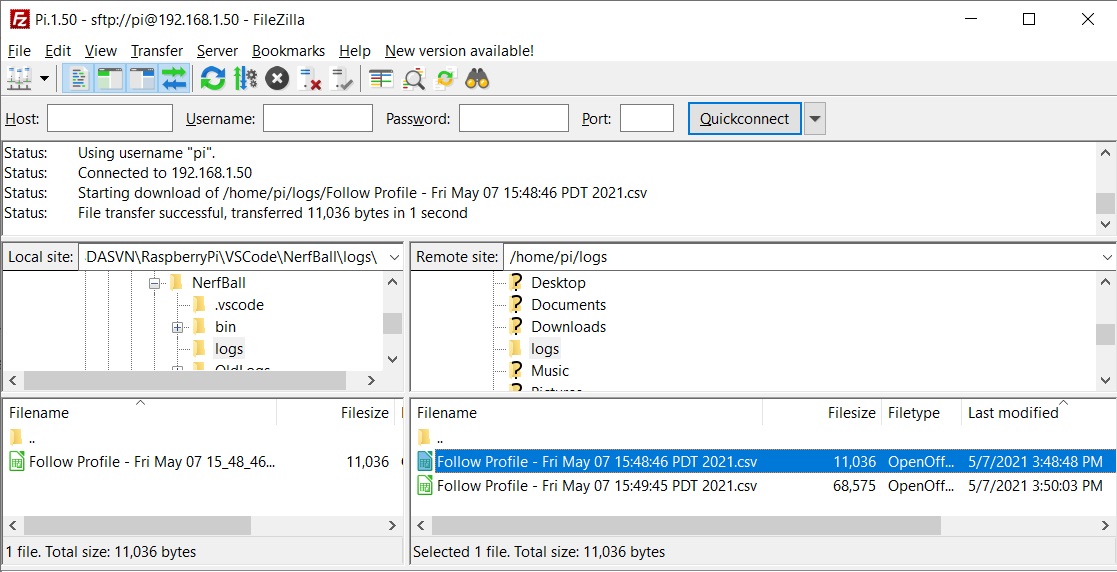 Pi.1.50 - sftp://pi@192.168.1.50 - FileZilla
File Edit View Transfer Server Bookmarks Help New version available!
Host: Username: Password: Port: Quickconnect
Status: Using username "pi".
Status: Connected to 192.168.1.50
Status: Starting download of /home/pi/logs/Follow Profile - Fri May 07 15:48:46 PDT 2021.csv
Status: File transfer successful, transferred 11,036 bytes in 1 second
Local site: DASVN\RaspberryPi\VSCode\NerfBall\logs\
NerfBall
.vscode
bin
logs
OldLogs
Remote site: /home/pi/logs
Desktop
Documents
Downloads
logs
Music
Pictures
Filename Filesize
..
Follow Profile - Fri May 07 15_48_46... 11,036
1 file. Total size: 11,036 bytes
Filename Filesize Filetype Last modified
..
Follow Profile - Fri May 07 15:48:46 PDT 2021.csv 11,036 OpenOff... 5/7/2021 3:48:48 PM
Follow Profile - Fri May 07 15:49:45 PDT 2021.csv 68,575 OpenOff... 5/7/2021 3:50:03 PM
Selected 1 file. Total size: 11,036 bytes